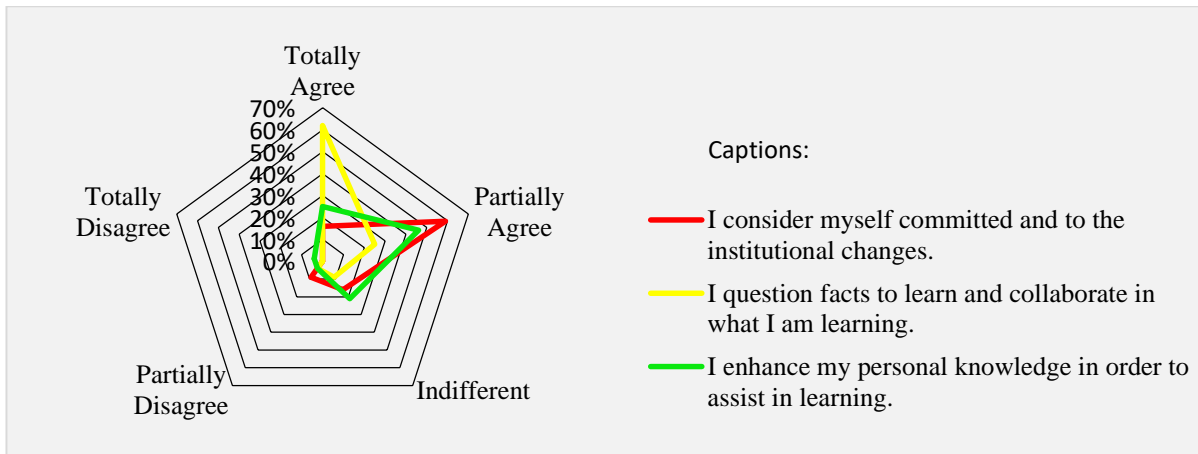 Totally
Agree
70%
60%
50%
40%
30%
20%
10%
0%
Partially
Agree
Indifferent
Partially
Disagree
Totally
Disagree
Captions:
I consider myself committed and to the
institutional changes.
I question facts to learn and collaborate in
what I am learning.
I enhance my personal knowledge in order to
assist in learning.